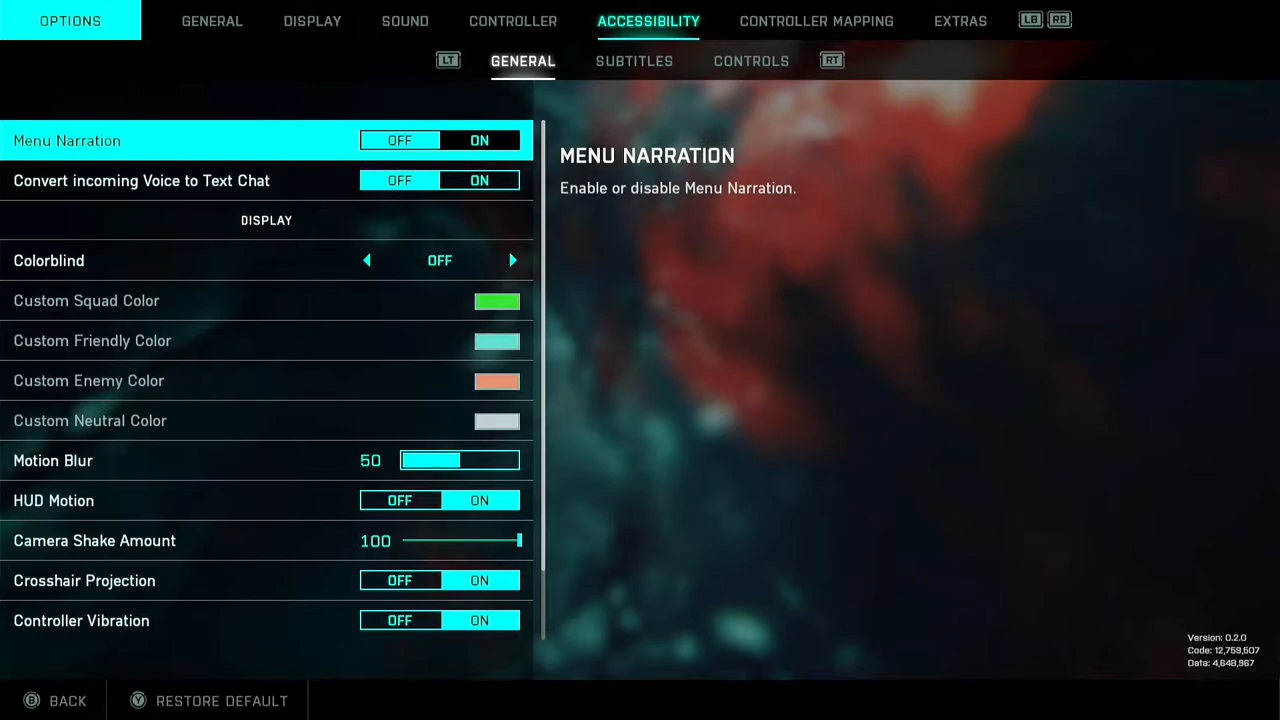 OPTIONS GENERAL DISPLAY SOUND CONTROLLER ACCESSIBILITY CONTROLLER MAPPING EXTRAS LB RB
LT GENERAL SUBTITLES CONTROLS RT
Menu Narration OFF ON
Convert incoming Voice to Text Chat OFF ON
DISPLAY
Colorblind OFF
Custom Squad Color
Custom Friendly Color
Custom Enemy Color
Custom Neutral Color
Motion Blur 50
HUD Motion OFF ON
Camera Shake Amount 100
Crosshair Projection OFF ON
Controller Vibration OFF ON
MENU NARRATION
Enable or disable Menu Narration.
Version: 0.2.0
Code: 12,759,607
Data: 4,648,967
B BACK Y RESTORE DEFAULT